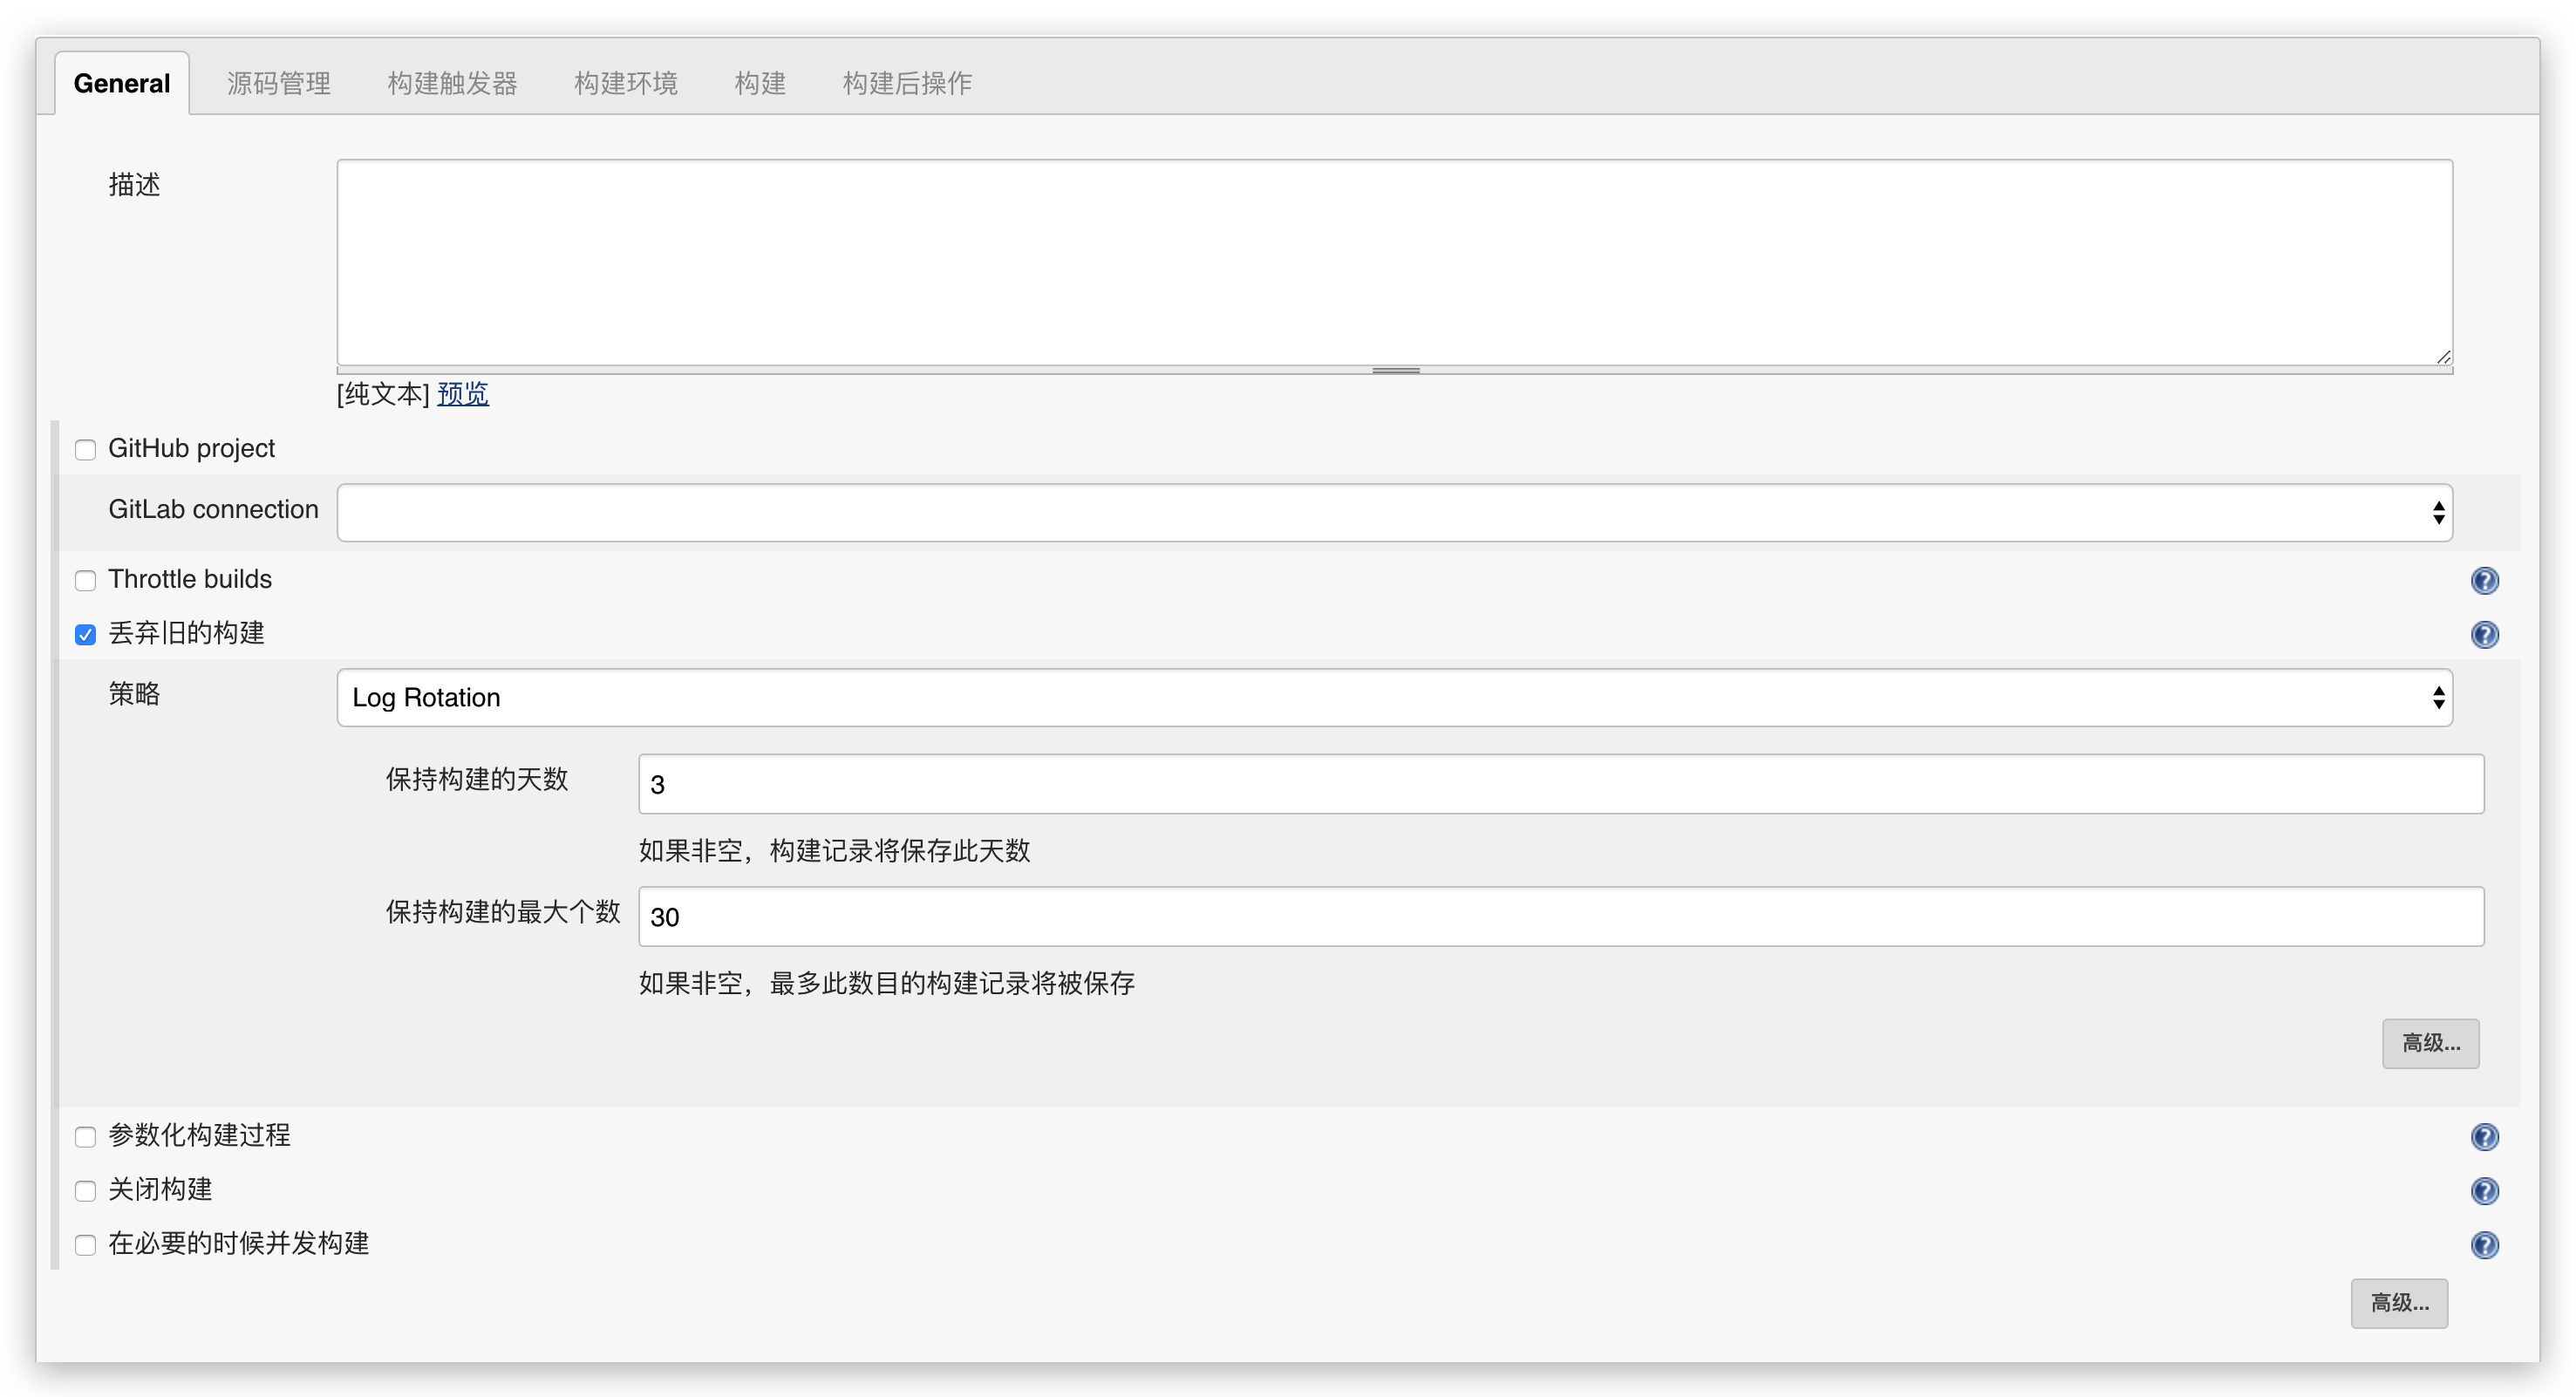 General 源码管理 构建触发器 构建环境 构建 构建后操作
描述
[纯文本] 预览
GitHub project
GitLab connection
Throttle builds
丢弃旧的构建
策略 Log Rotation
保持构建的天数 3
如果非空，构建记录将保存此天数
保持构建的最大个数 30
如果非空，最多此数目的构建记录将被保存
高级...
参数化构建过程
关闭构建
在必要的时候并发构建
高级...